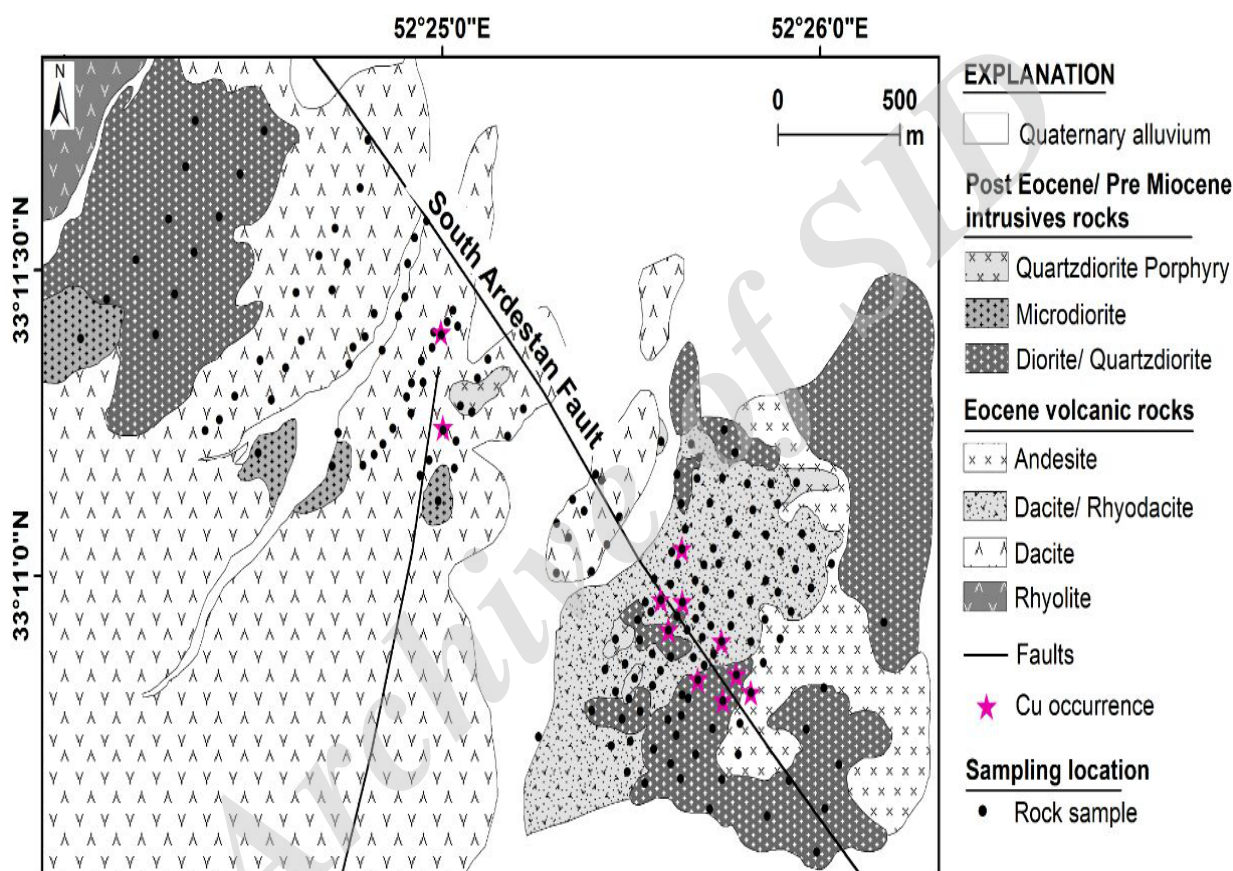 52°25'0"E
52°26'0"E
N
0 500
m
33°11'30"N
33°11'0"N
South Ardestan Fault
EXPLANATION
Quaternary alluvium
Post Eocene/ Pre Miocene
intrusives rocks
Quartzdiorite Porphyry
Microdiorite
Diorite/ Quartzdiorite
Eocene volcanic rocks
Andesite
Dacite/ Rhyodacite
Dacite
Rhyolite
Faults
Cu occurrence
Sampling location
Rock sample
Archive of SID